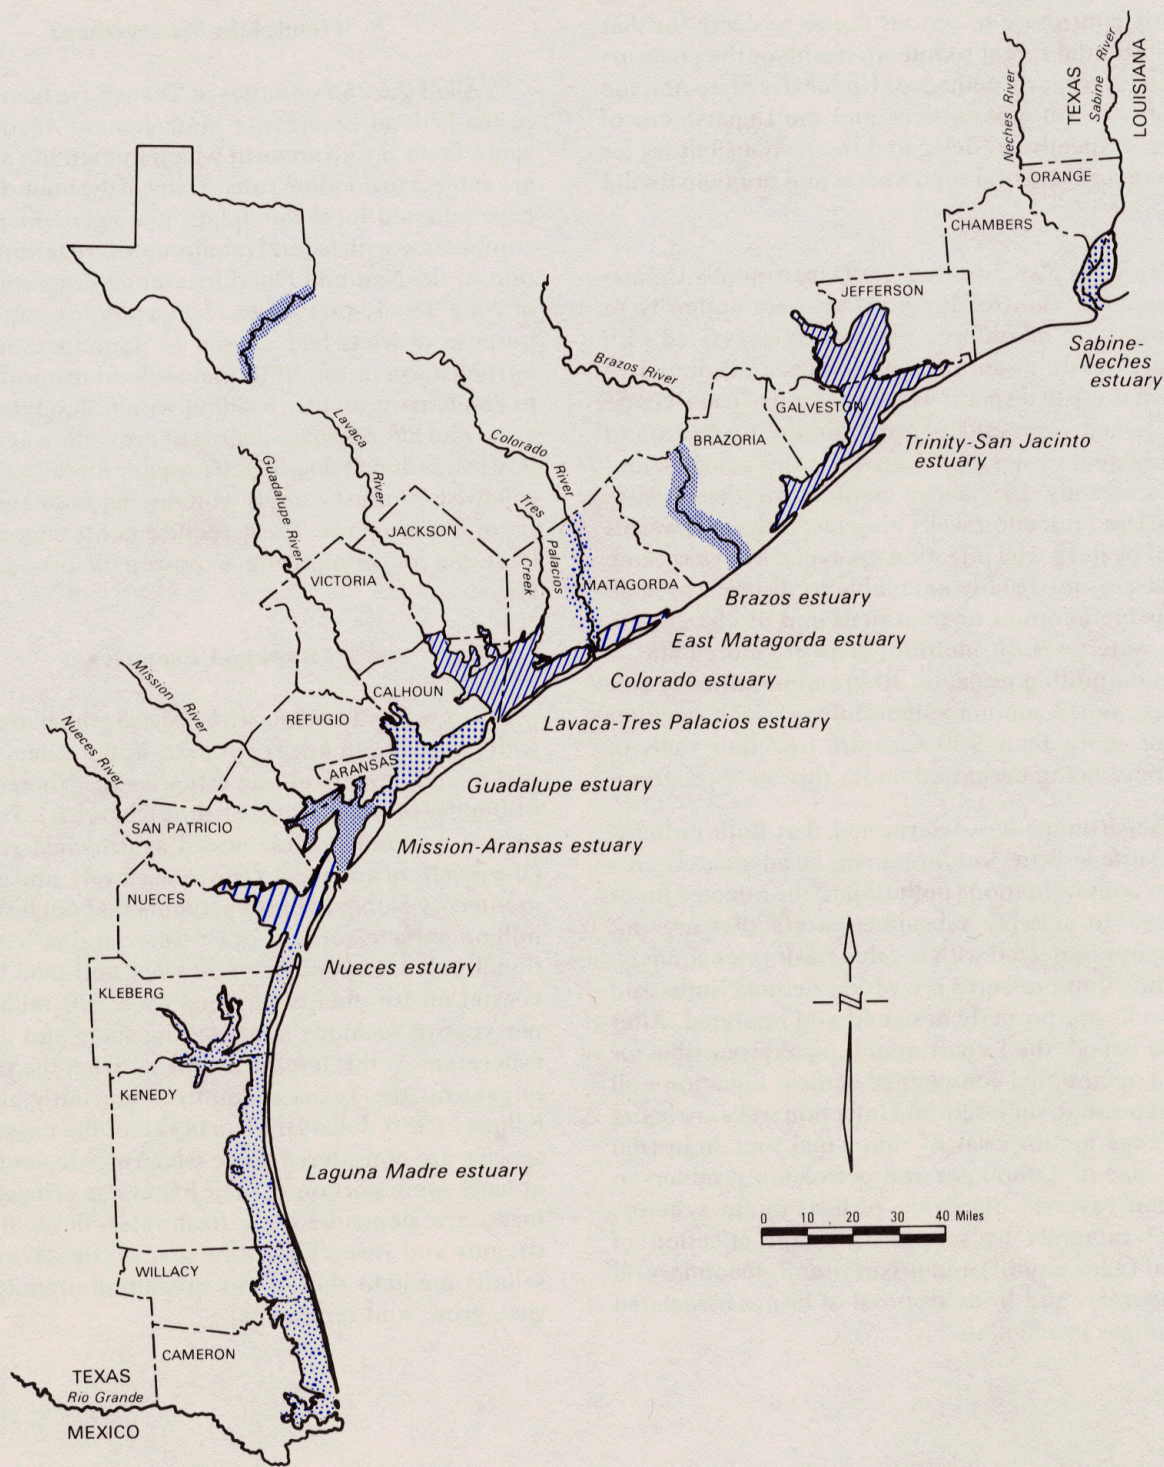 Neches River
TEXAS
Sabine River
LOUISIANA
ORANGE
CHAMBERS
JEFFERSON
Sabine-
Neches
estuary
Brazos River
GALVESTON
BRAZORIA
Trinity-San Jacinto
estuary
Lavaca
River
Colorado
River
Guadalupe River
Tres
Palacios
Creek
JACKSON
VICTORIA
MATAGORDA
Brazos estuary
East Matagorda estuary
Colorado estuary
Lavaca-Tres Palacios estuary
CALHOUN
Mission River
REFUGIO
Nueces River
ARANSAS
Guadalupe estuary
SAN PATRICIO
Mission-Aransas estuary
NUECES
Nueces estuary
KLEBERG
N
KENEDY
Laguna Madre estuary
0 10 20 30 40 Miles
WILLACY
CAMERON
TEXAS
Rio Grande
MEXICO